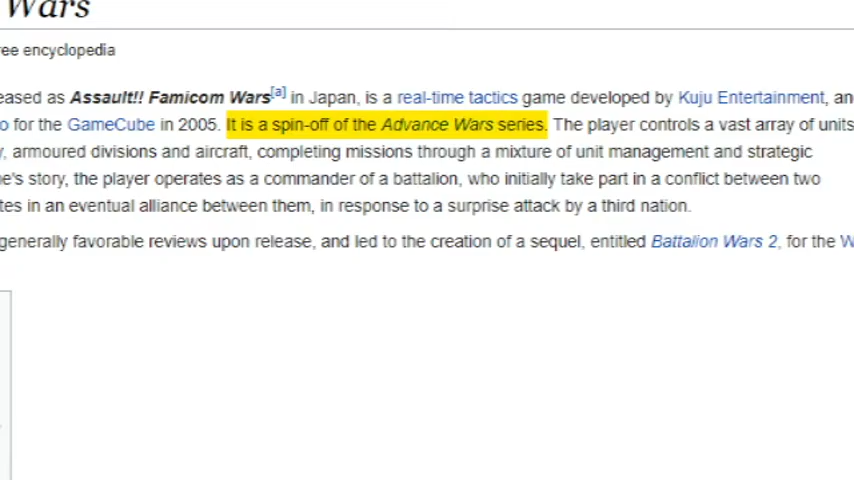 Wars
ee encyclopedia
eased as Assault!! Famicom Wars[a] in Japan, is a real-time tactics game developed by Kuju Entertainment, an
o for the GameCube in 2005. It is a spin-off of the Advance Wars series. The player controls a vast array of units
y, armoured divisions and aircraft, completing missions through a mixture of unit management and strategic
e's story, the player operates as a commander of a battalion, who initially take part in a conflict between two
tes in an eventual alliance between them, in response to a surprise attack by a third nation.
generally favorable reviews upon release, and led to the creation of a sequel, entitled Battalion Wars 2, for the W